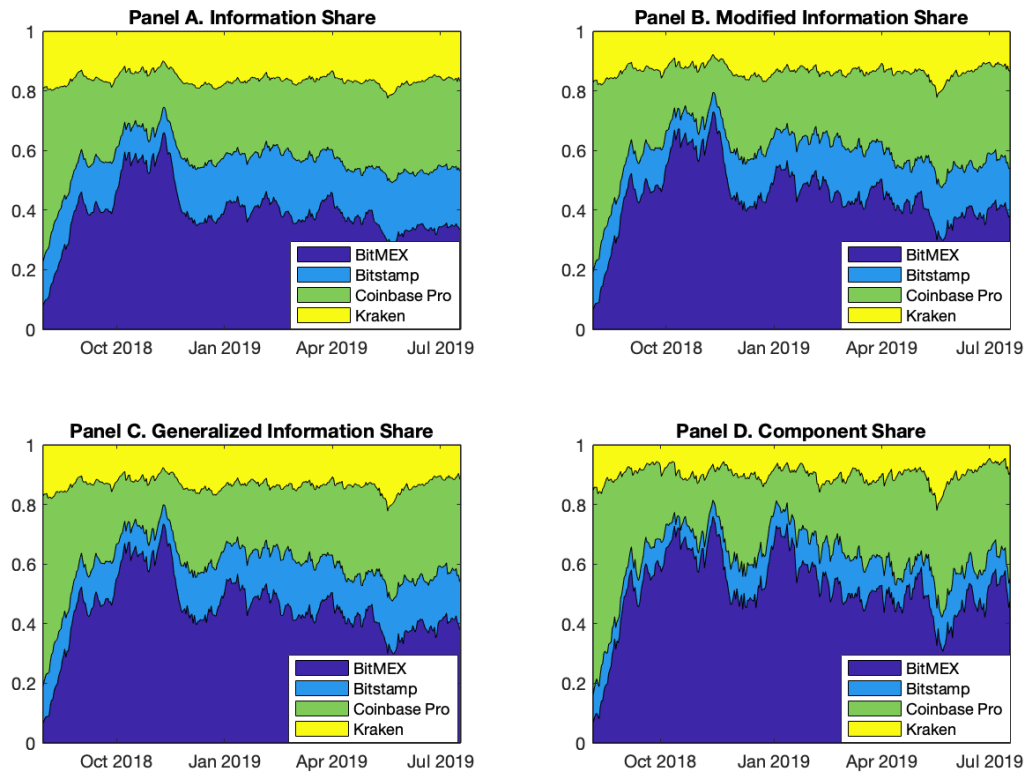 Panel A. Information Share
1
0.8
0.6
0.4
0.2
0
Oct 2018 Jan 2019 Apr 2019 Jul 2019
BitMEX
Bitstamp
Coinbase Pro
Kraken
Panel B. Modified Information Share
1
0.8
0.6
0.4
0.2
0
Oct 2018 Jan 2019 Apr 2019 Jul 2019
BitMEX
Bitstamp
Coinbase Pro
Kraken
Panel C. Generalized Information Share
1
0.8
0.6
0.4
0.2
0
Oct 2018 Jan 2019 Apr 2019 Jul 2019
BitMEX
Bitstamp
Coinbase Pro
Kraken
Panel D. Component Share
1
0.8
0.6
0.4
0.2
0
Oct 2018 Jan 2019 Apr 2019 Jul 2019
BitMEX
Bitstamp
Coinbase Pro
Kraken